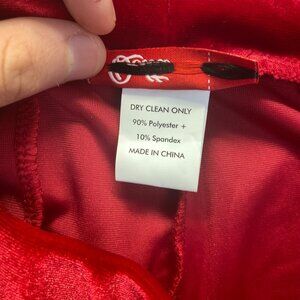 DRY CLEAN ONLY
90% Polyester +
10% Spandex
MADE IN CHINA